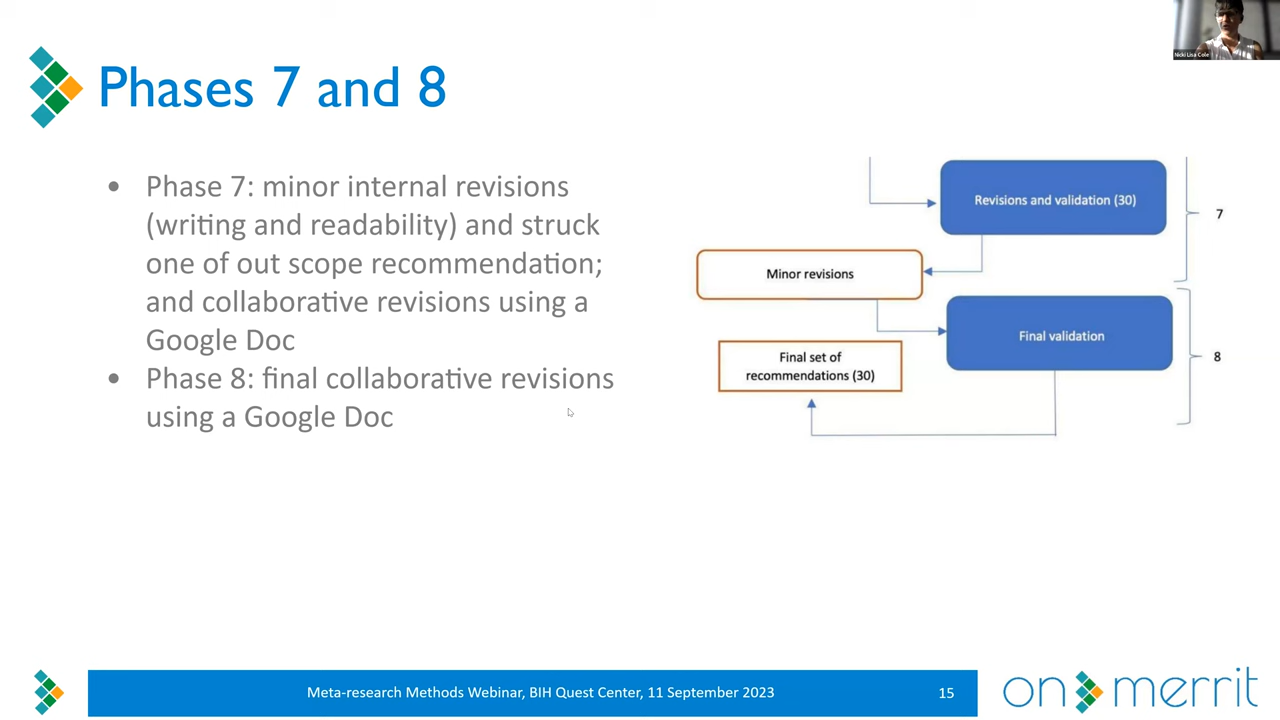 Nicki Lisa Cole
Phases 7 and 8
• Phase 7: minor internal revisions
(writing and readability) and struck
one of out scope recommendation;
and collaborative revisions using a
Google Doc
• Phase 8: final collaborative revisions
using a Google Doc
Revisions and validation (30)
7
Minor revisions
Final validation
8
Final set of
recommendations (30)
Meta-research Methods Webinar, BIH Quest Center, 11 September 2023
15
on merrit